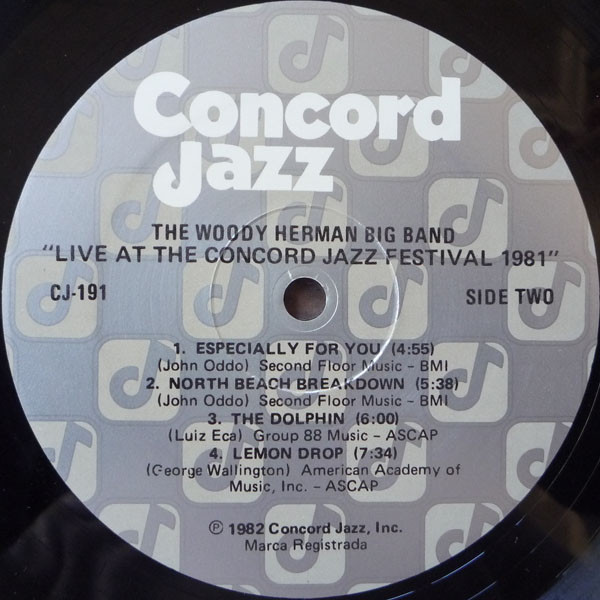 Concord
Jazz
THE WOODY HERMAN BIG BAND
"LIVE AT THE CONCORD JAZZ FESTIVAL 1981"
CJ-191
SIDE TWO
1. ESPECIALLY FOR YOU (4:55)
(John Oddo) Second Floor Music - BMI
2. NORTH BEACH BREAKDOWN (5:38)
(John Oddo) Second Floor Music - BMI
3. THE DOLPHIN (6:00)
(Luiz Eca) Group 88 Music - ASCAP
4. LEMON DROP (7:34)
(George Wallington) American Academy of
Music, Inc. - ASCAP
℗ 1982 Concord Jazz, Inc.
Marca Registrada